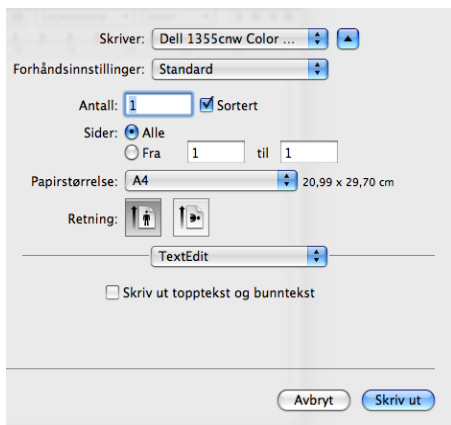 Skriver: Dell 1355cnw Color ...
Forhåndsinnstillinger: Standard
Antall: 1 Sortert
Sider: Alle
Fra 1 til 1
Papirstørrelse: A4 20,99 x 29,70 cm
Retning:
TextEdit
Skriv ut topptekst og bunntekst
Avbryt Skriv ut